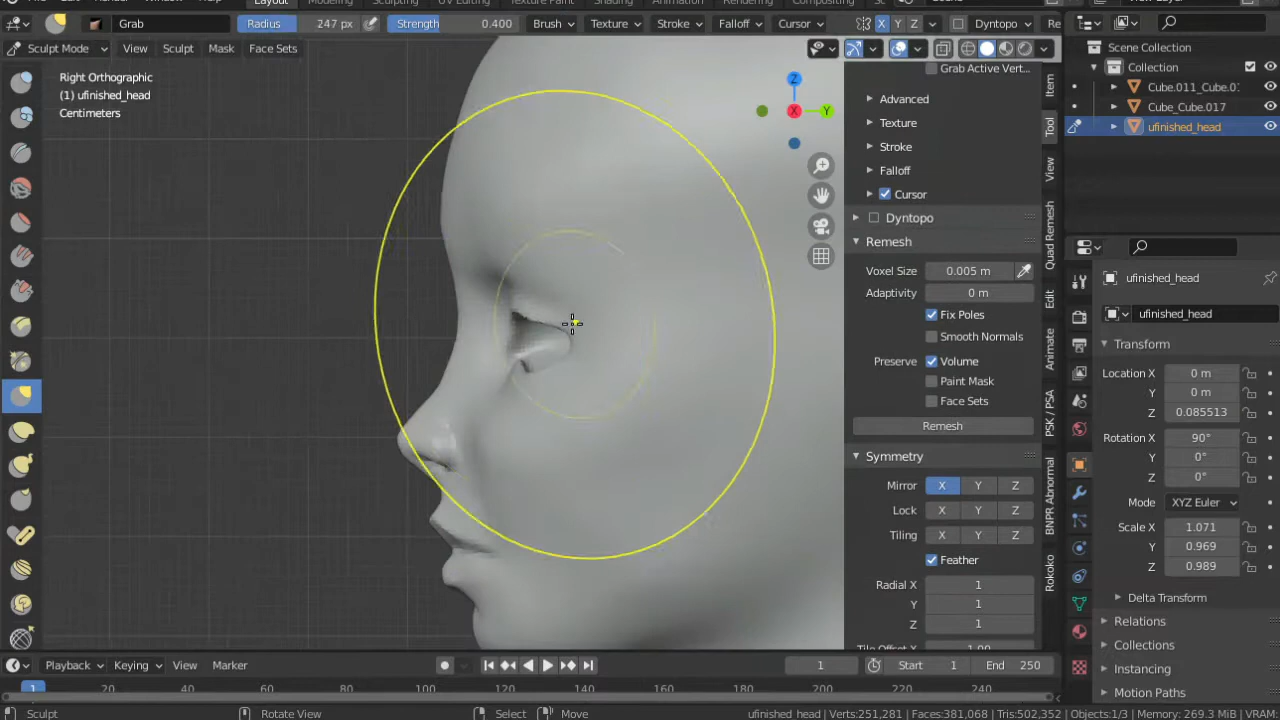 Layout
Modeling
Sculpting
UV Editing
Texture Paint
Shading
Animation
Rendering
Compositing
Scene
Grab
Radius 247 px
Strength 0.400
Brush
Texture
Stroke
Falloff
Cursor
X Y Z
Dyntopo
Re
Sculpt Mode
View
Sculpt
Mask
Face Sets
Right Orthographic
(1) ufinished_head
Centimeters
Z
X
Y
Grab Active Vert...
Advanced
Texture
Stroke
Falloff
Cursor
Dyntopo
Remesh
Voxel Size 0.005 m
Adaptivity 0 m
Fix Poles
Smooth Normals
Preserve Volume
Paint Mask
Face Sets
Remesh
Symmetry
Mirror X Y Z
Lock X Y Z
Tiling X Y Z
Feather
Radial X 1
Y 1
Z 1
Tile Offset X 1.00
Item
Tool
View
Quad Remesh
Edit
Animate
PSK / PSA
BNPR Abnormal
Rokoko
Scene Collection
Collection
Cube.011_Cube.0
Cube_Cube.017
ufinished_head
ufinished_head
ufinished_head
Transform
Location X 0 m
Y 0 m
Z 0.085513
Rotation X 90°
Y 0°
Z 0°
Mode XYZ Euler
Scale X 1.071
Y 0.969
Z 0.989
Delta Transform
Relations
Collections
Instancing
Motion Paths
Playback
Keying
View
Marker
1
Start 1
End 250
1 20 40 60 80 100 120 140 160 180 200 220 240
Sculpt
Rotate View
Select
Move
ufinished_head | Verts:251,281 | Faces:381,068 | Tris:502,352 | Objects:1/3 | Memory: 269.3 MiB | VRAM: